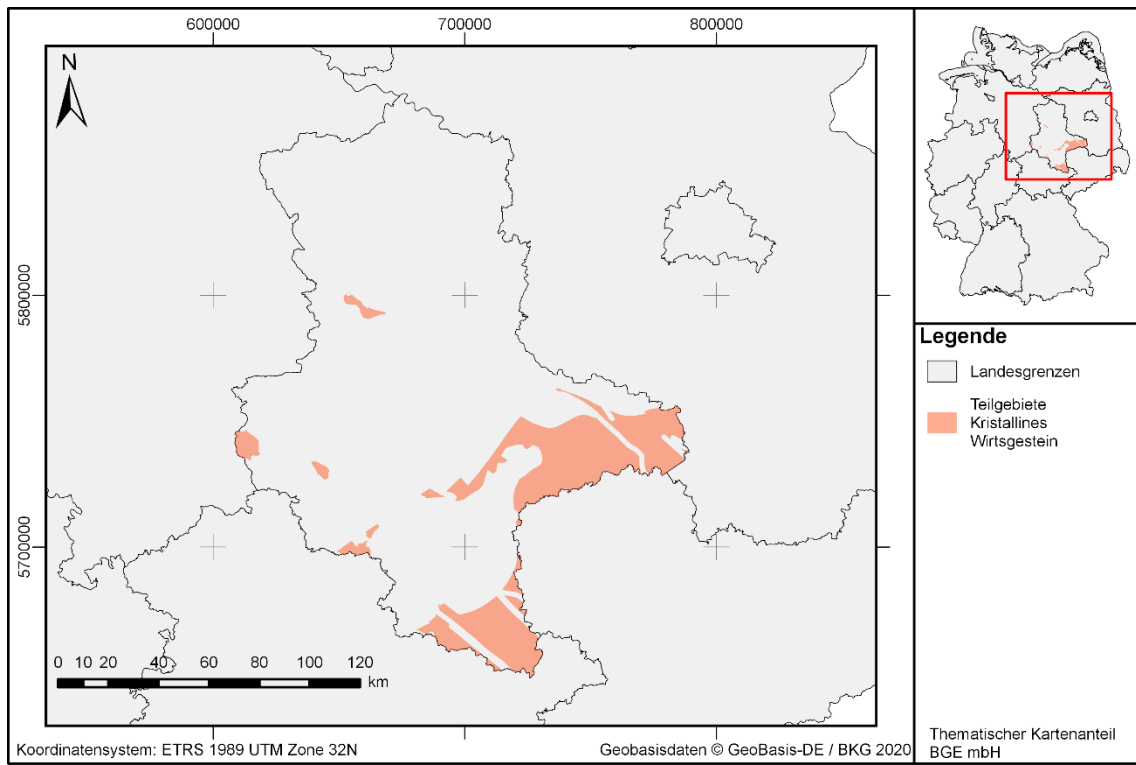 600000
700000
800000
N
5800000
5700000
0 10 20 40 60 80 100 120
km
Koordinatensystem: ETRS 1989 UTM Zone 32N
Geobasisdaten © GeoBasis-DE / BKG 2020
Legende
Landesgrenzen
Teilgebiete
Kristallines
Wirtsgestein
Thematischer Kartenanteil
BGE mbH